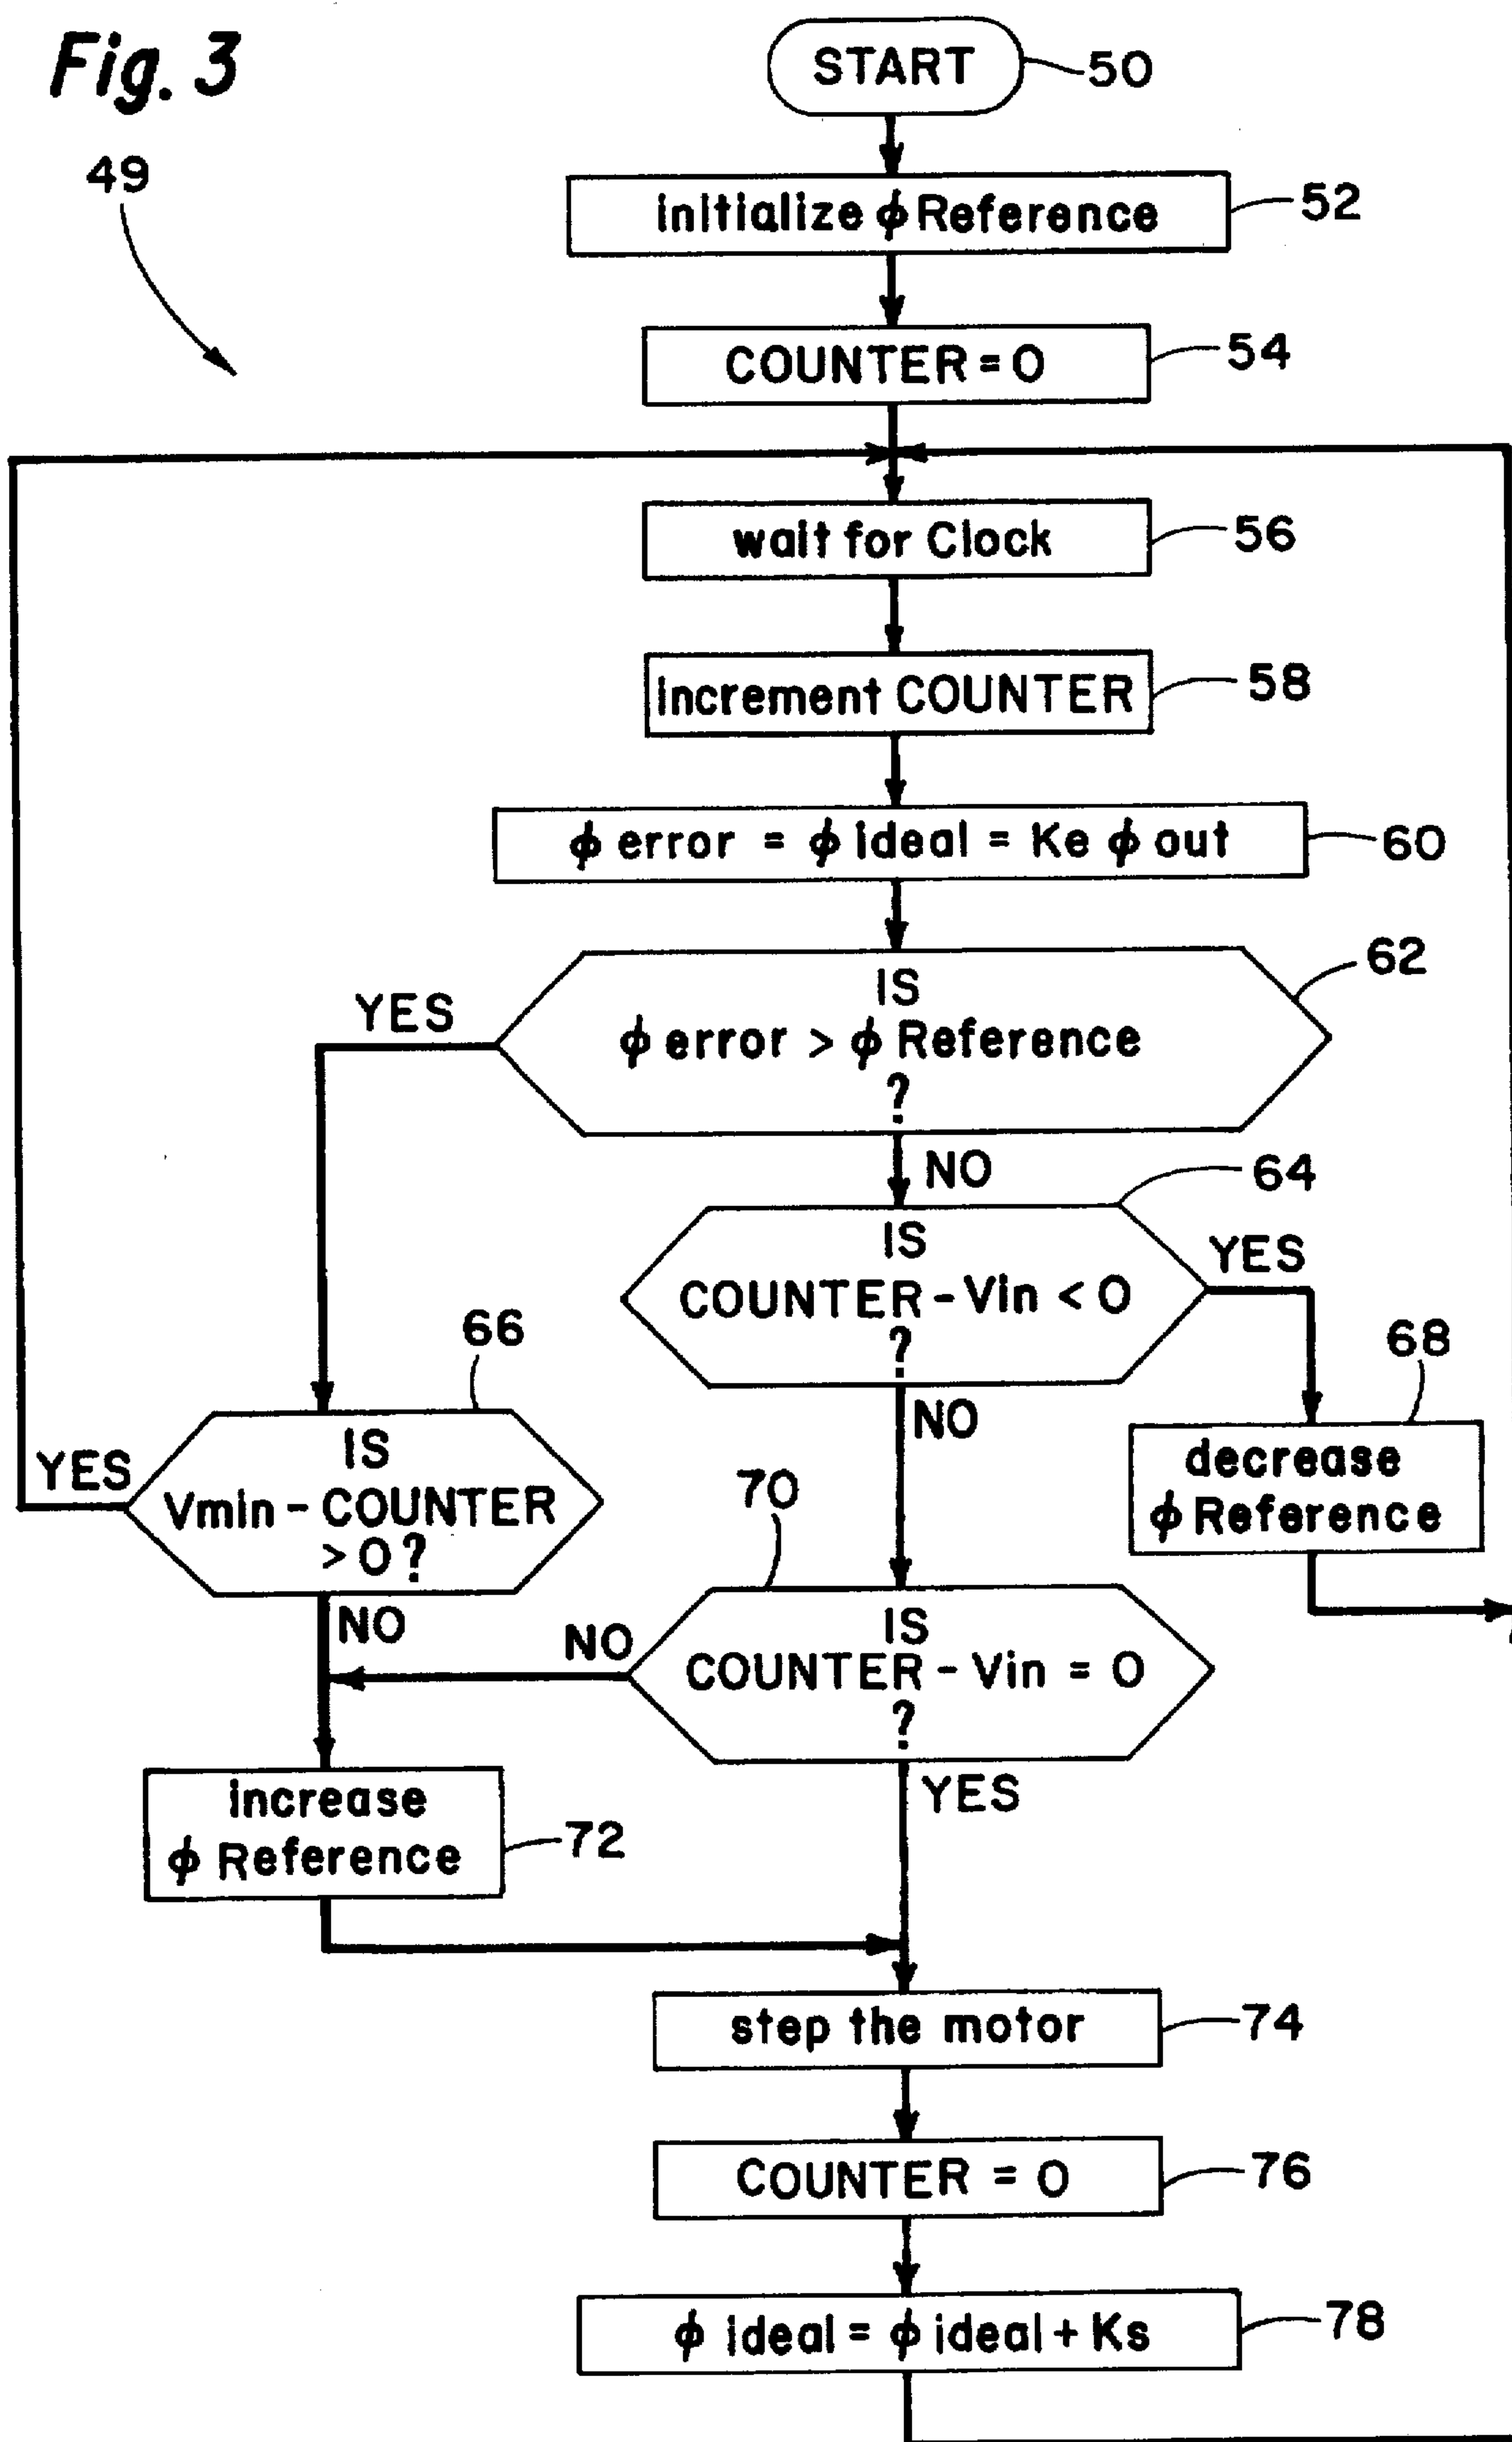 Fig. 3
START
50
49
initialize ϕ Reference
52
COUNTER = 0
54
wait for Clock
56
increment COUNTER
58
ϕ error = ϕ ideal = Ke ϕ out
60
IS
ϕ error > ϕ Reference
?
62
YES
NO
64
IS
COUNTER - Vin < 0
?
YES
NO
66
68
IS
Vmin - COUNTER
> 0 ?
YES
NO
decrease
ϕ Reference
70
IS
COUNTER - Vin = 0
?
NO
YES
increase
ϕ Reference
72
step the motor
74
COUNTER = 0
76
ϕ ideal = ϕ ideal + Ks
78